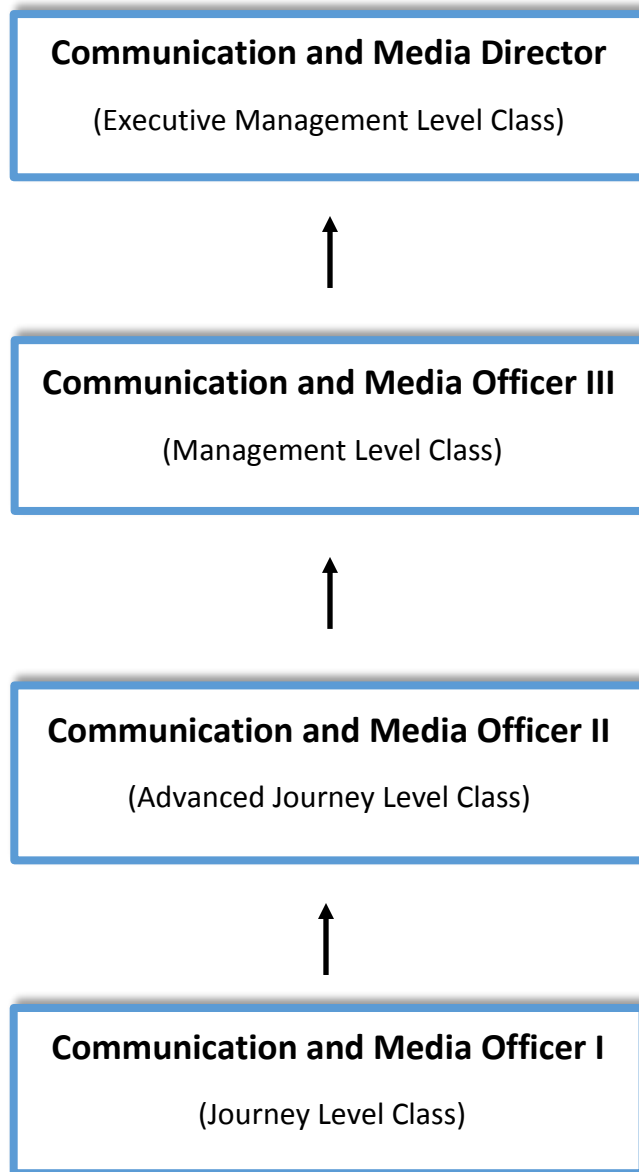 Communication and Media Director
(Executive Management Level Class)
Communication and Media Officer III
(Management Level Class)
Communication and Media Officer II
(Advanced Journey Level Class)
Communication and Media Officer I
(Journey Level Class)